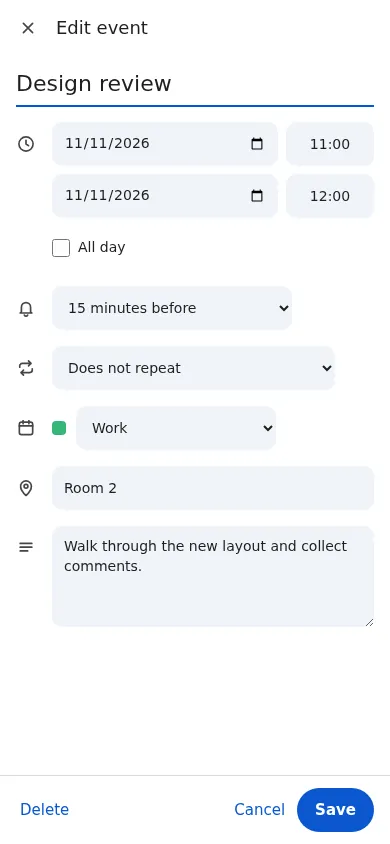 Edit event
Design review
11/11/2026 11:00
11/11/2026 12:00
All day
15 minutes before
Does not repeat
Work
Room 2
Walk through the new layout and collect
comments.
Delete Cancel Save